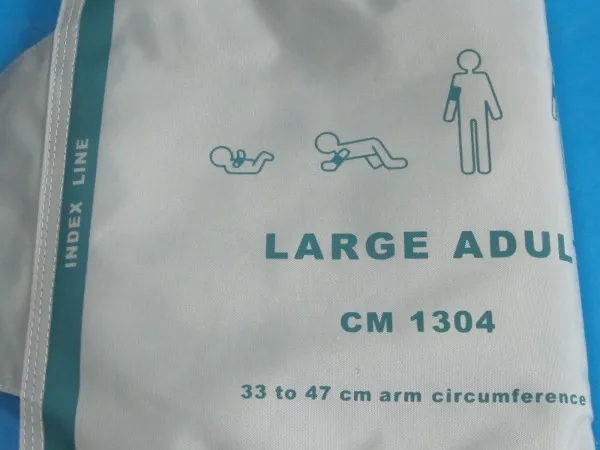 INDEX LINE
LARGE ADUL
CM 1304
33 to 47 cm arm circumference